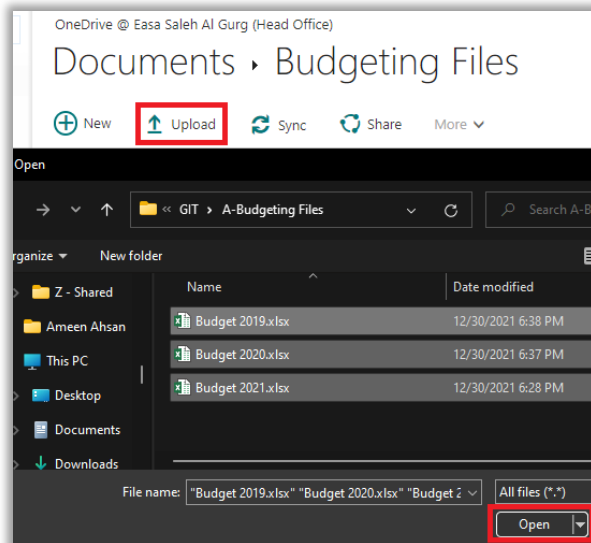 OneDrive @ Easa Saleh Al Gurg (Head Office)
Documents › Budgeting Files
New Upload Sync Share More
Open
« GIT › A-Budgeting Files Search A-B
rganize New folder
Name Date modified
Z - Shared
Budget 2019.xlsx 12/30/2021 6:38 PM
Ameen Ahsan
Budget 2020.xlsx 12/30/2021 6:37 PM
This PC
Budget 2021.xlsx 12/30/2021 6:28 PM
Desktop
Documents
Downloads
File name: "Budget 2019.xlsx" "Budget 2020.xlsx" "Budget 2 All files (*.*)
Open